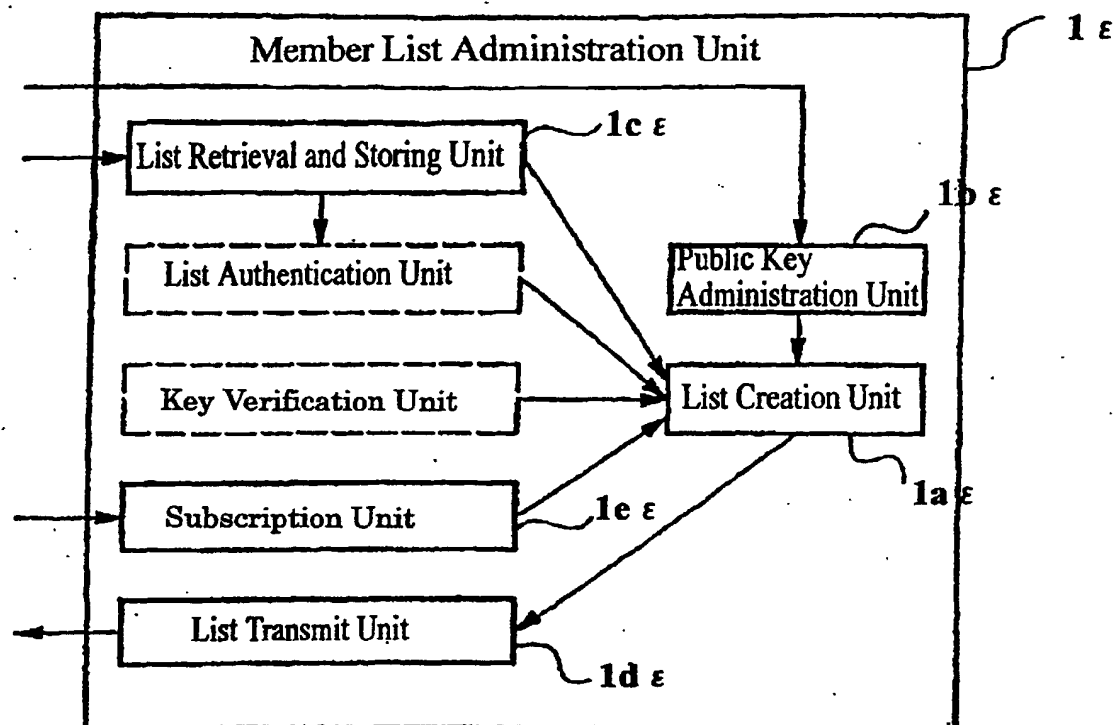 1 ε
Member List Administration Unit
1c ε
List Retrieval and Storing Unit
1b ε
List Authentication Unit
Public Key
Administration Unit
Key Verification Unit
List Creation Unit
1a ε
Subscription Unit
1e ε
List Transmit Unit
1d ε